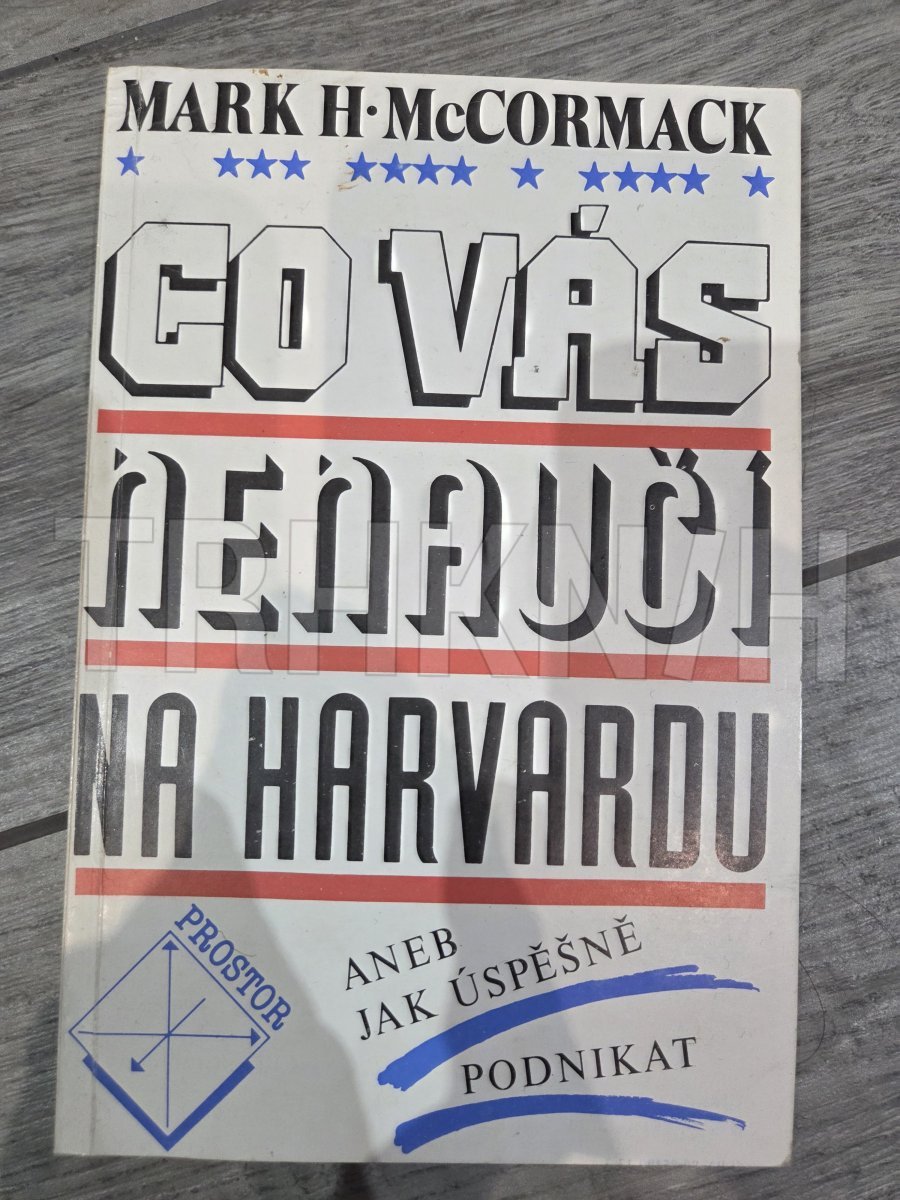 MARK H·McCORMACK
CO VÁS
NENAUČÍ
NA HARVARDU
PROSTOR
ANEB
JAK ÚSPĚŠNĚ
PODNIKAT